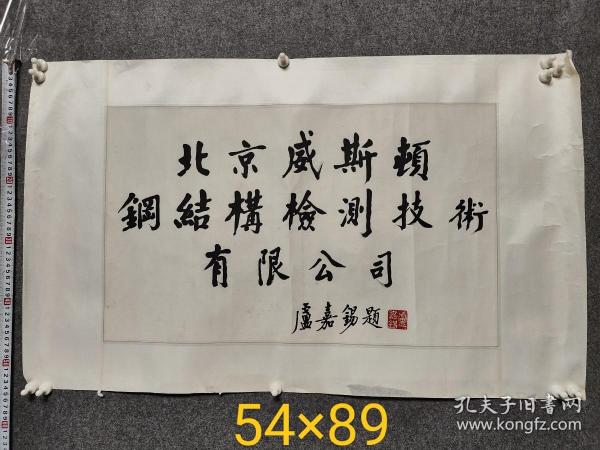 北京威斯頓
鋼結構檢測技術
有限公司
盧嘉錫題
54×89
孔夫子旧书网
www.kongfz.com